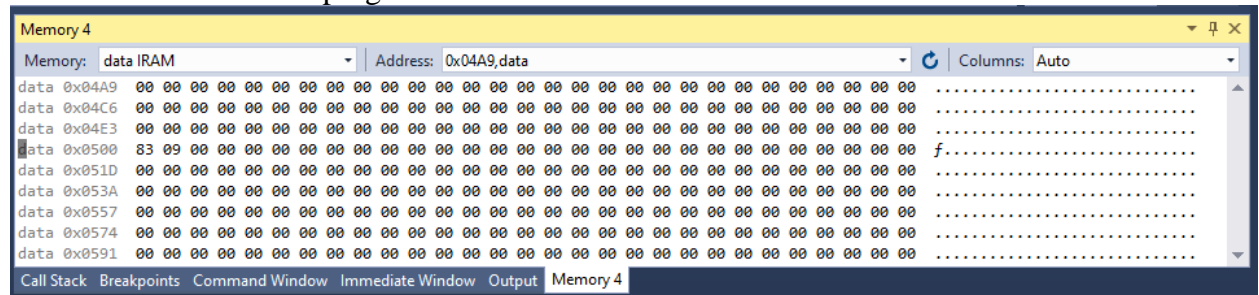 Memory 4
Memory: data IRAM Address: 0x04A9,data Columns: Auto
data 0x04A9 00 00 00 00 00 00 00 00 00 00 00 00 00 00 00 00 00 00 00 00 00 00 00 00 00 00 00 00 00 .............................
data 0x04C6 00 00 00 00 00 00 00 00 00 00 00 00 00 00 00 00 00 00 00 00 00 00 00 00 00 00 00 00 00 .............................
data 0x04E3 00 00 00 00 00 00 00 00 00 00 00 00 00 00 00 00 00 00 00 00 00 00 00 00 00 00 00 00 00 .............................
data 0x0500 83 09 00 00 00 00 00 00 00 00 00 00 00 00 00 00 00 00 00 00 00 00 00 00 00 00 00 00 00 ƒ............................
data 0x051D 00 00 00 00 00 00 00 00 00 00 00 00 00 00 00 00 00 00 00 00 00 00 00 00 00 00 00 00 00 .............................
data 0x053A 00 00 00 00 00 00 00 00 00 00 00 00 00 00 00 00 00 00 00 00 00 00 00 00 00 00 00 00 00 .............................
data 0x0557 00 00 00 00 00 00 00 00 00 00 00 00 00 00 00 00 00 00 00 00 00 00 00 00 00 00 00 00 00 .............................
data 0x0574 00 00 00 00 00 00 00 00 00 00 00 00 00 00 00 00 00 00 00 00 00 00 00 00 00 00 00 00 00 .............................
data 0x0591 00 00 00 00 00 00 00 00 00 00 00 00 00 00 00 00 00 00 00 00 00 00 00 00 00 00 00 00 00 .............................
Call Stack Breakpoints Command Window Immediate Window Output Memory 4